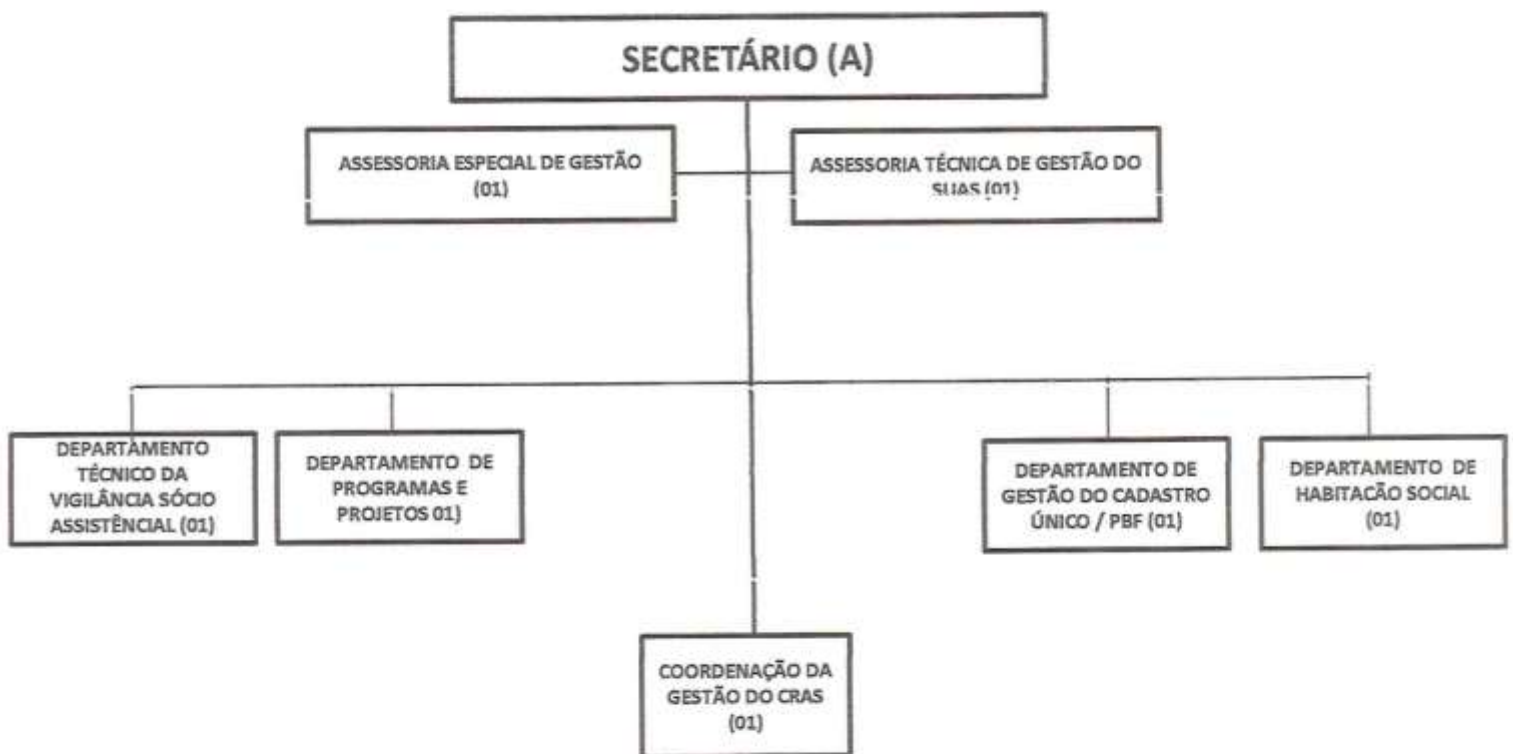 SECRETÁRIO (A)
ASSESSORIA ESPECIAL DE GESTÃO
(01)
ASSESSORIA TÉCNICA DE GESTÃO DO
SUAS (01)
DEPARTAMENTO
TÉCNICO DA
VIGILÂNCIA SÓCIO
ASSISTÊNCIAL (01)
DEPARTAMENTO DE
PROGRAMAS E
PROJETOS 01)
DEPARTAMENTO DE
GESTÃO DO CADASTRO
ÚNICO / PBF (01)
DEPARTAMENTO DE
HABITACÃO SOCIAL
(01)
COORDENAÇÃO DA
GESTÃO DO CRAS
(01)